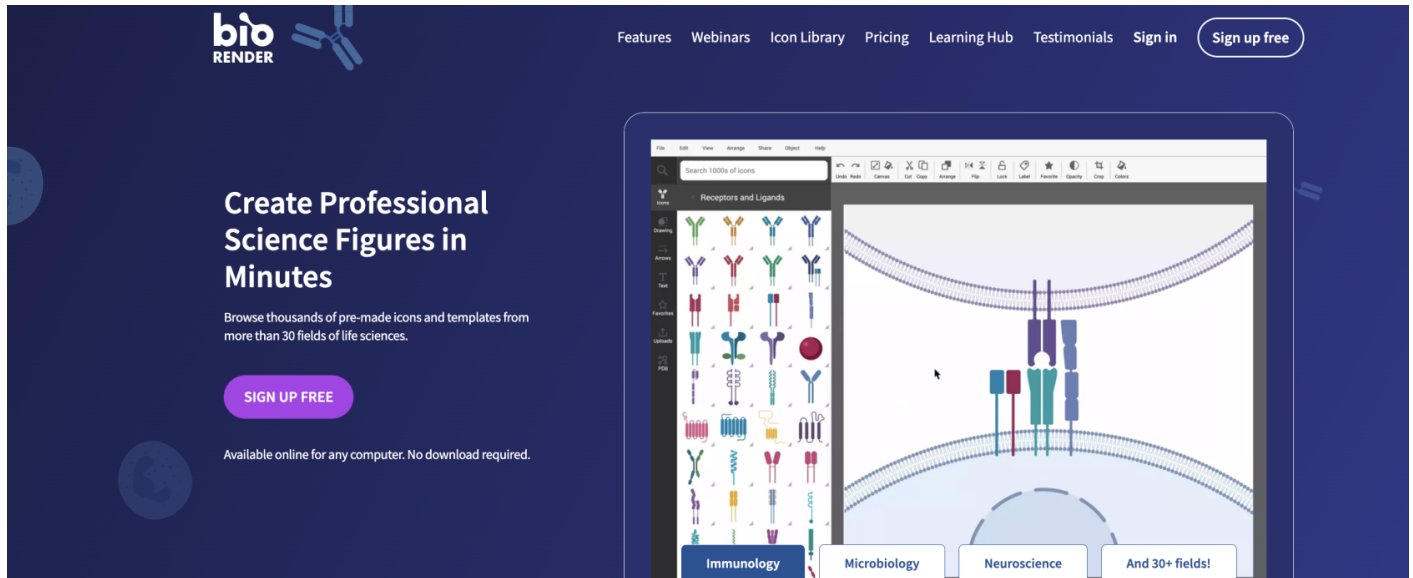 bio
RENDER
Features Webinars Icon Library Pricing Learning Hub Testimonials Sign in Sign up free
Create Professional
Science Figures in
Minutes
Browse thousands of pre-made icons and templates from
more than 30 fields of life sciences.
SIGN UP FREE
Available online for any computer. No download required.
File Edit View Arrange Share Object Help
Search 1000s of icons
Undo Redo Canvas Cut Copy Arrange Flip Lock Label Favorite Opacity Crop Colors
Icons
Receptors and Ligands
Drawing
Arrows
Text
Favorites
Uploads
PDB
Immunology Microbiology Neuroscience And 30+ fields!